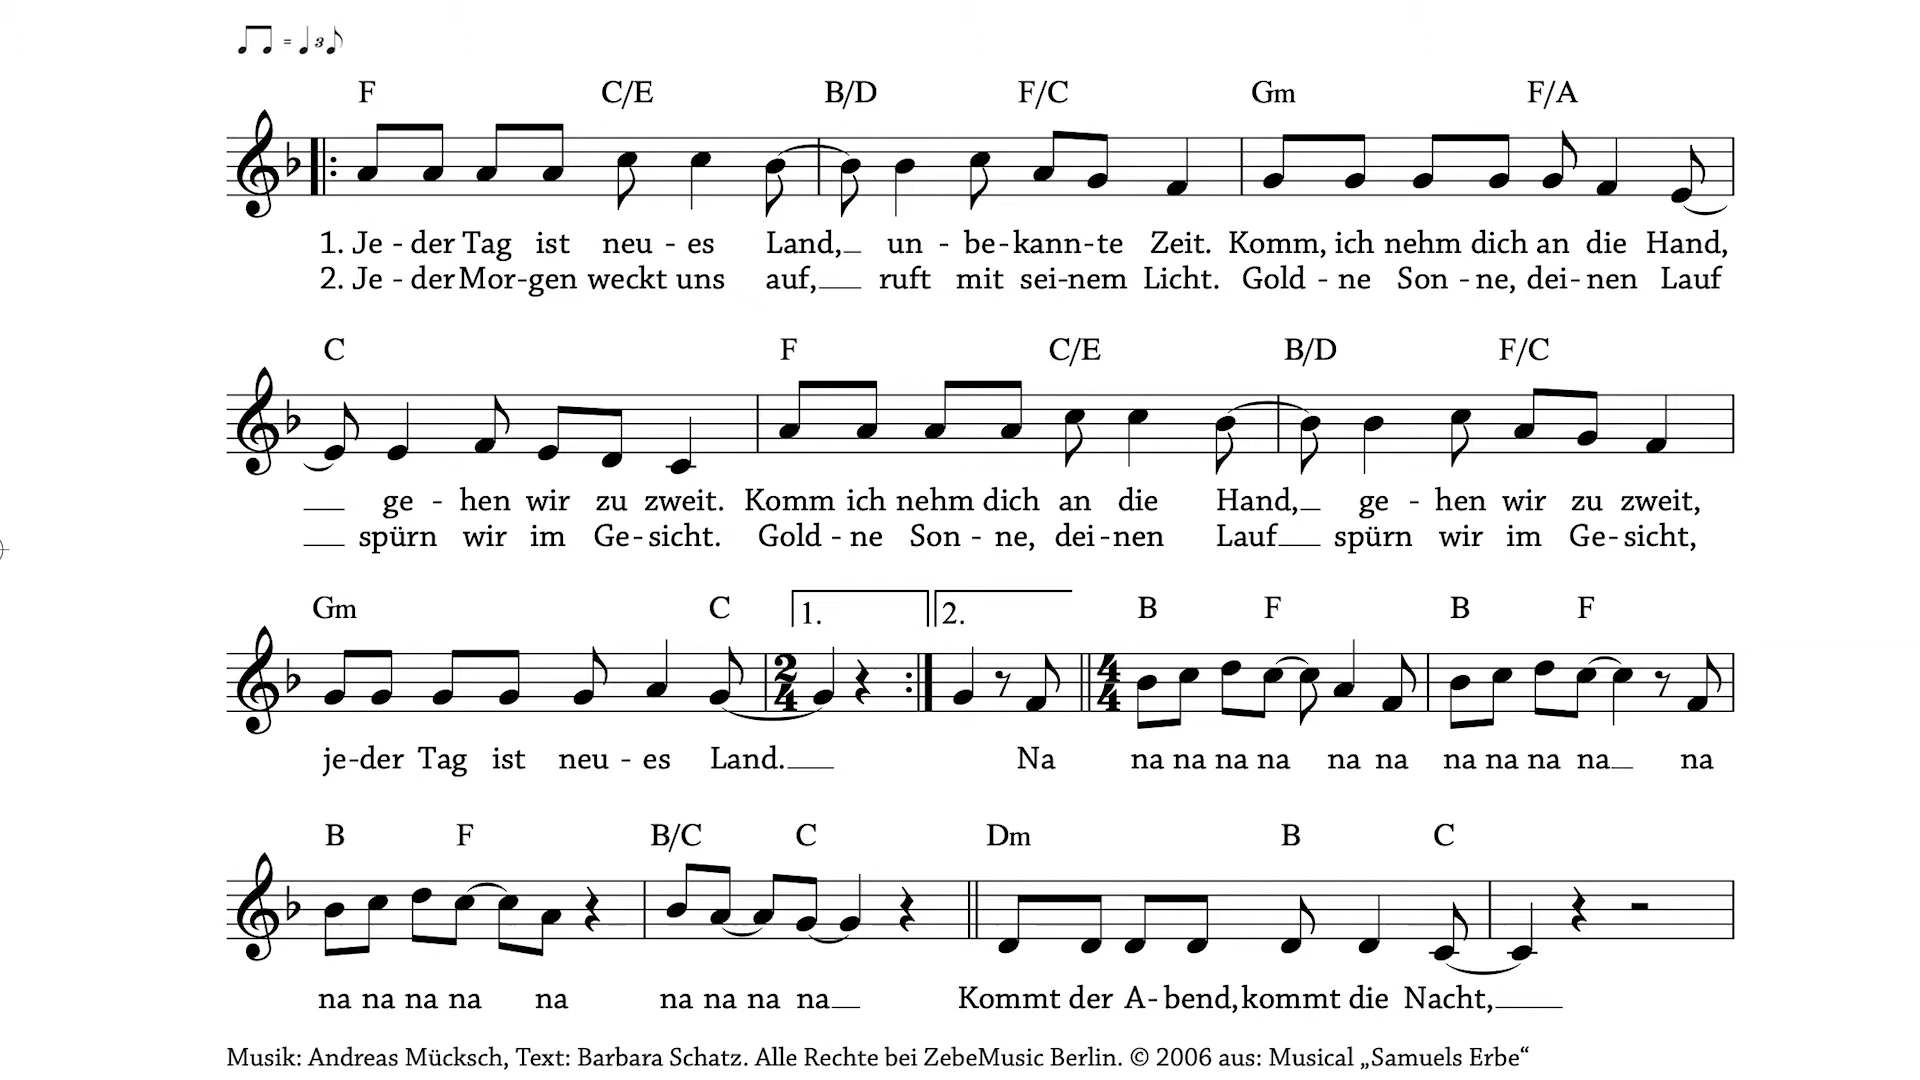 = 3
F C/E B/D F/C Gm F/A
1. Je - der Tag ist neu - es Land, un - be-kann-te Zeit. Komm, ich nehm dich an die Hand,
2. Je - der Mor-gen weckt uns auf, ruft mit sei-nem Licht. Gold - ne Son - ne, dei-nen Lauf
C F C/E B/D F/C
ge - hen wir zu zweit. Komm ich nehm dich an die Hand, ge - hen wir zu zweit,
spürn wir im Ge-sicht. Gold - ne Son - ne, dei-nen Lauf spürn wir im Ge-sicht,
Gm C 1. 2. B F B F
2/4 4/4
je-der Tag ist neu - es Land. Na na na na na na na na na na na na
B F B/C C Dm B C
na na na na na na na na na Kommt der A-bend, kommt die Nacht,
Musik: Andreas Mücksch, Text: Barbara Schatz. Alle Rechte bei ZebeMusic Berlin. © 2006 aus: Musical „Samuels Erbe“